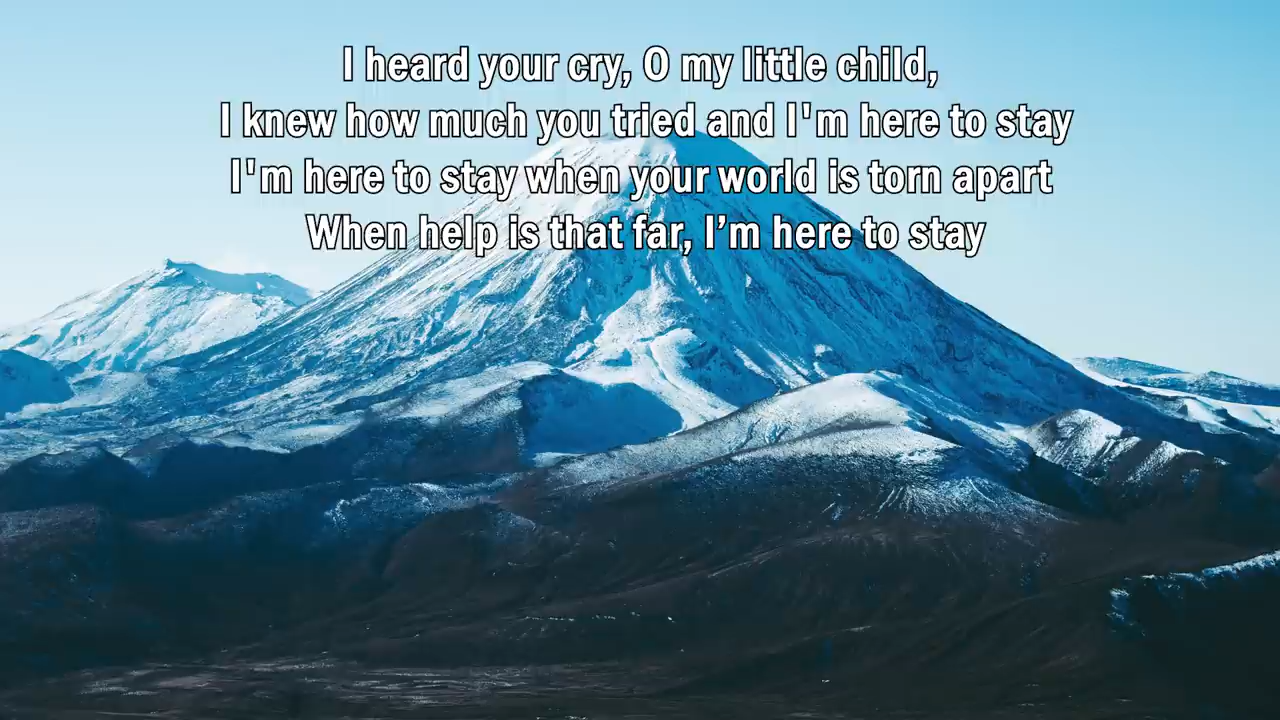 I heard your cry, O my little child,
I knew how much you tried and I'm here to stay
I'm here to stay when your world is torn apart
When help is that far, I’m here to stay